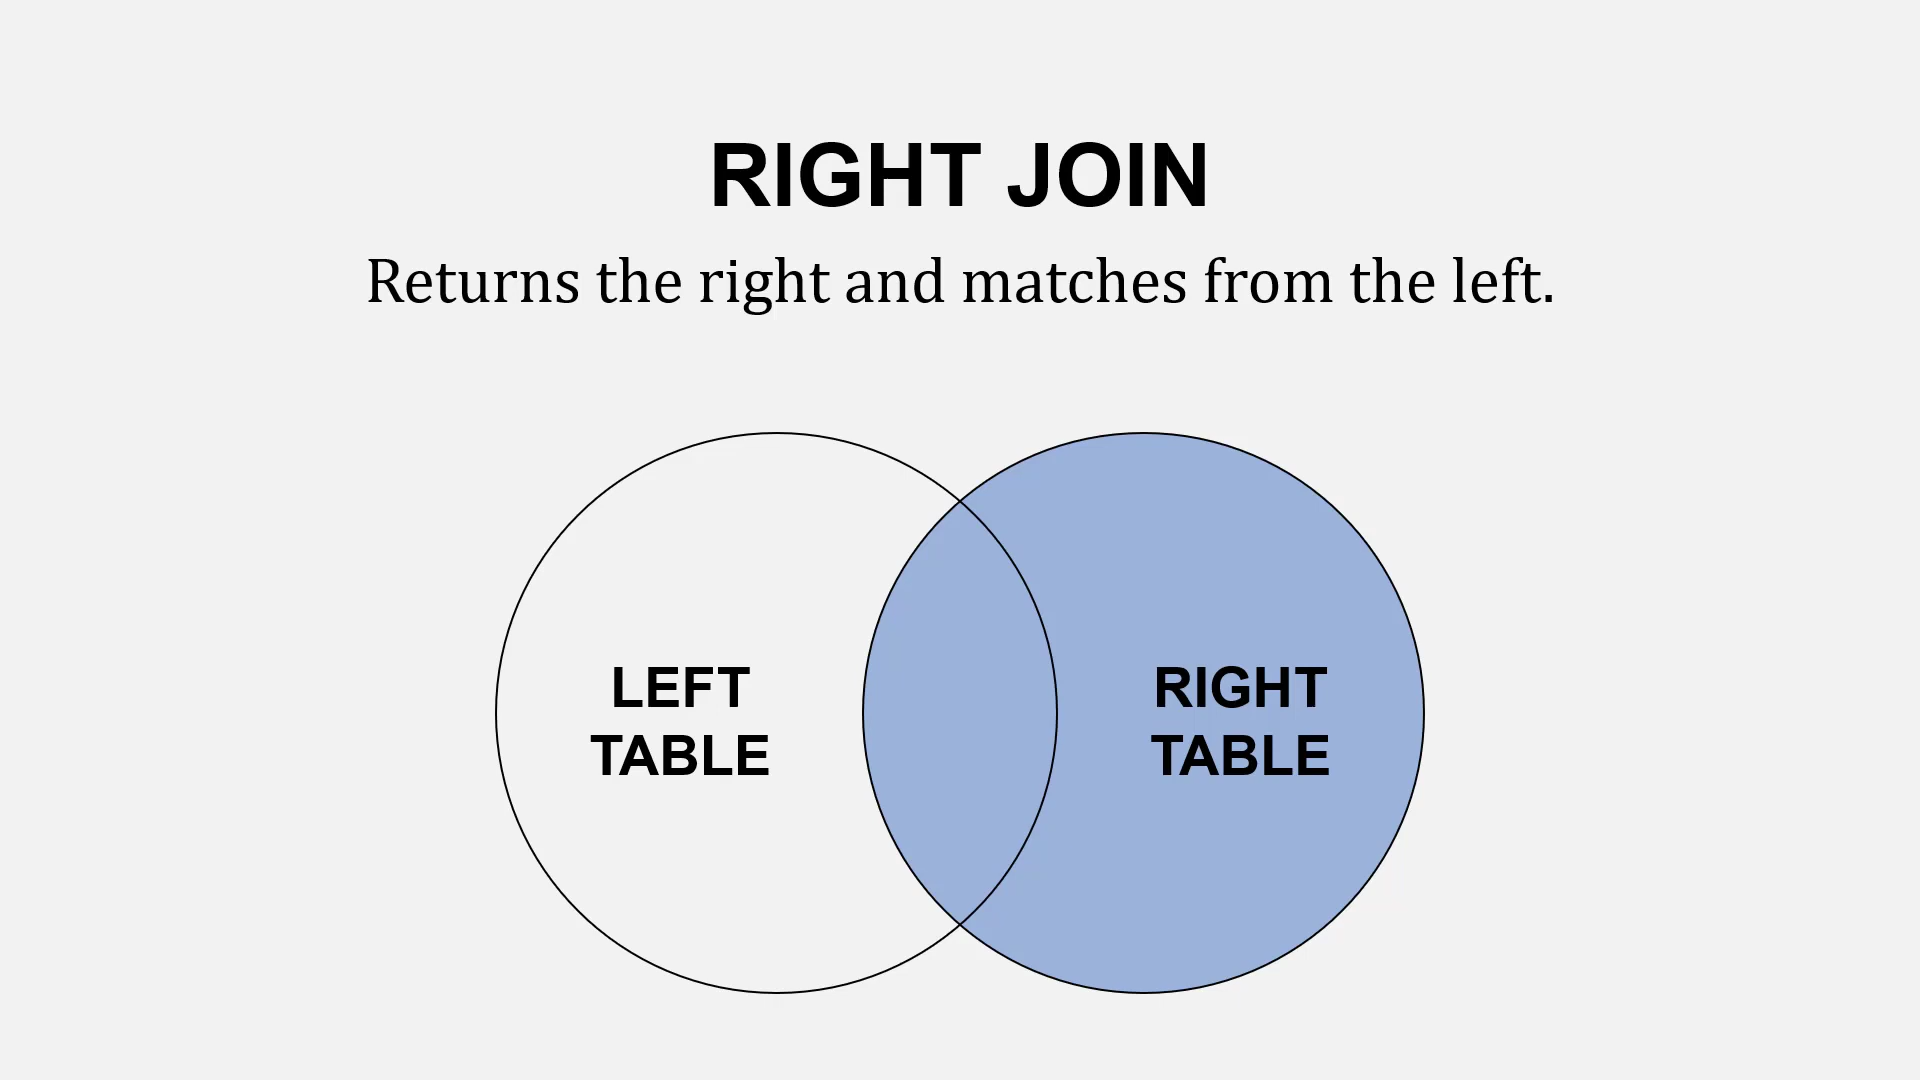 RIGHT JOIN
Returns the right and matches from the left.
LEFT
TABLE
RIGHT
TABLE